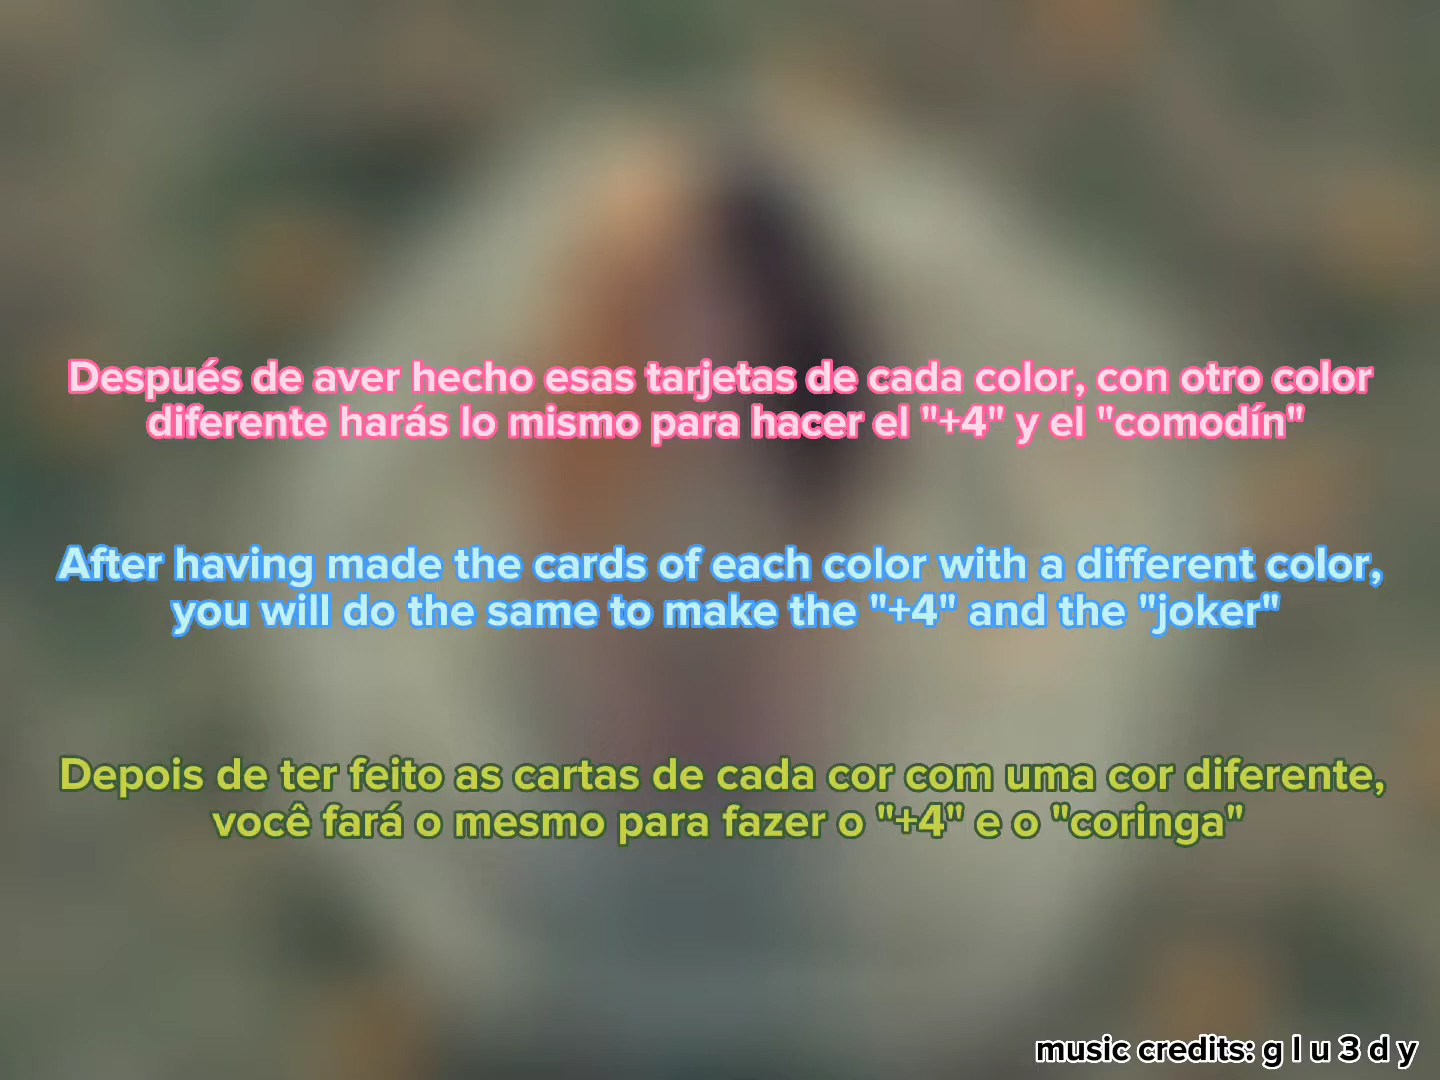 Después de aver hecho esas tarjetas de cada color, con otro color
diferente harás lo mismo para hacer el "+4" y el "comodín"
After having made the cards of each color with a different color,
you will do the same to make the "+4" and the "joker"
Depois de ter feito as cartas de cada cor com uma cor diferente,
você fará o mesmo para fazer o "+4" e o "coringa"
music credits: g l u 3 d y